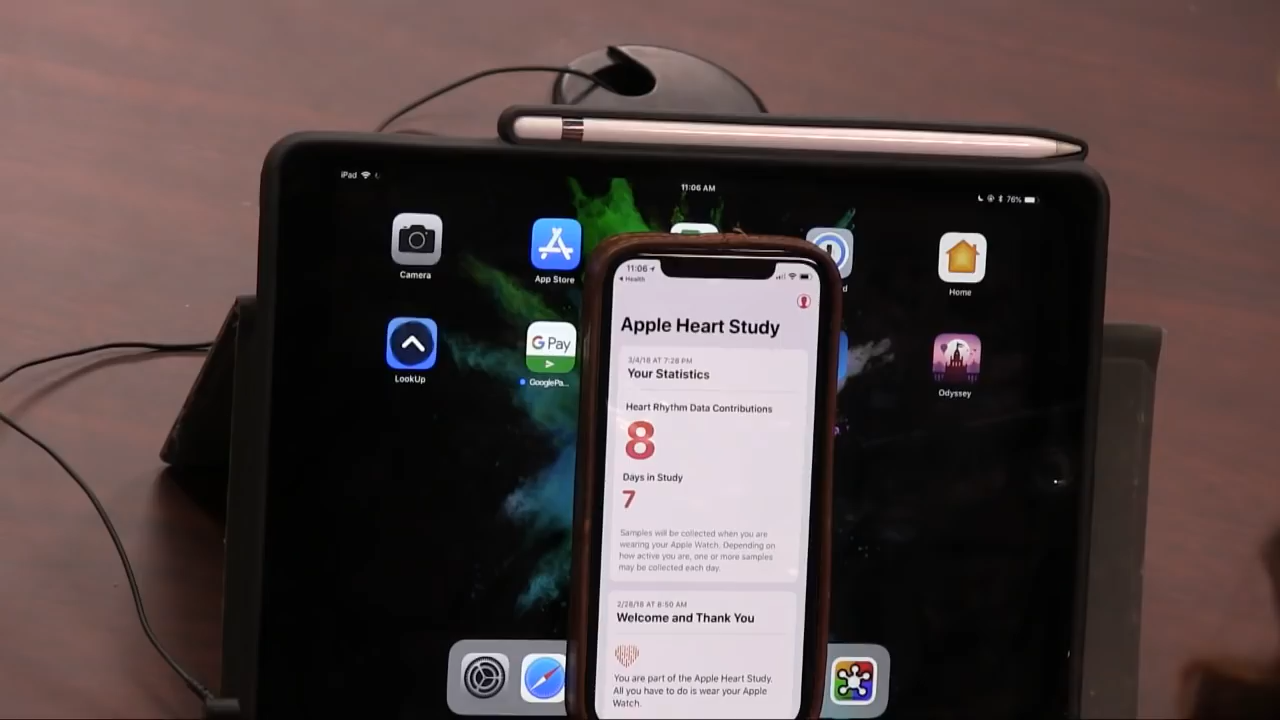 iPad
11:06 AM
76%
Camera
App Store
d
Home
LookUp
G Pay
GooglePa...
Odyssey
11:06
Health
Apple Heart Study
3/4/18 AT 7:28 PM
Your Statistics
Heart Rhythm Data Contributions
8
Days in Study
7
Samples will be collected when you are
wearing your Apple Watch. Depending on
how active you are, one or more samples
may be collected each day.
2/28/18 AT 8:50 AM
Welcome and Thank You
You are part of the Apple Heart Study.
All you have to do is wear your Apple
Watch.